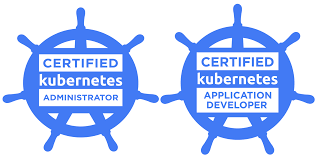 CERTIFIED
kubernetes
ADMINISTRATOR
CERTIFIED
kubernetes
APPLICATION
DEVELOPER